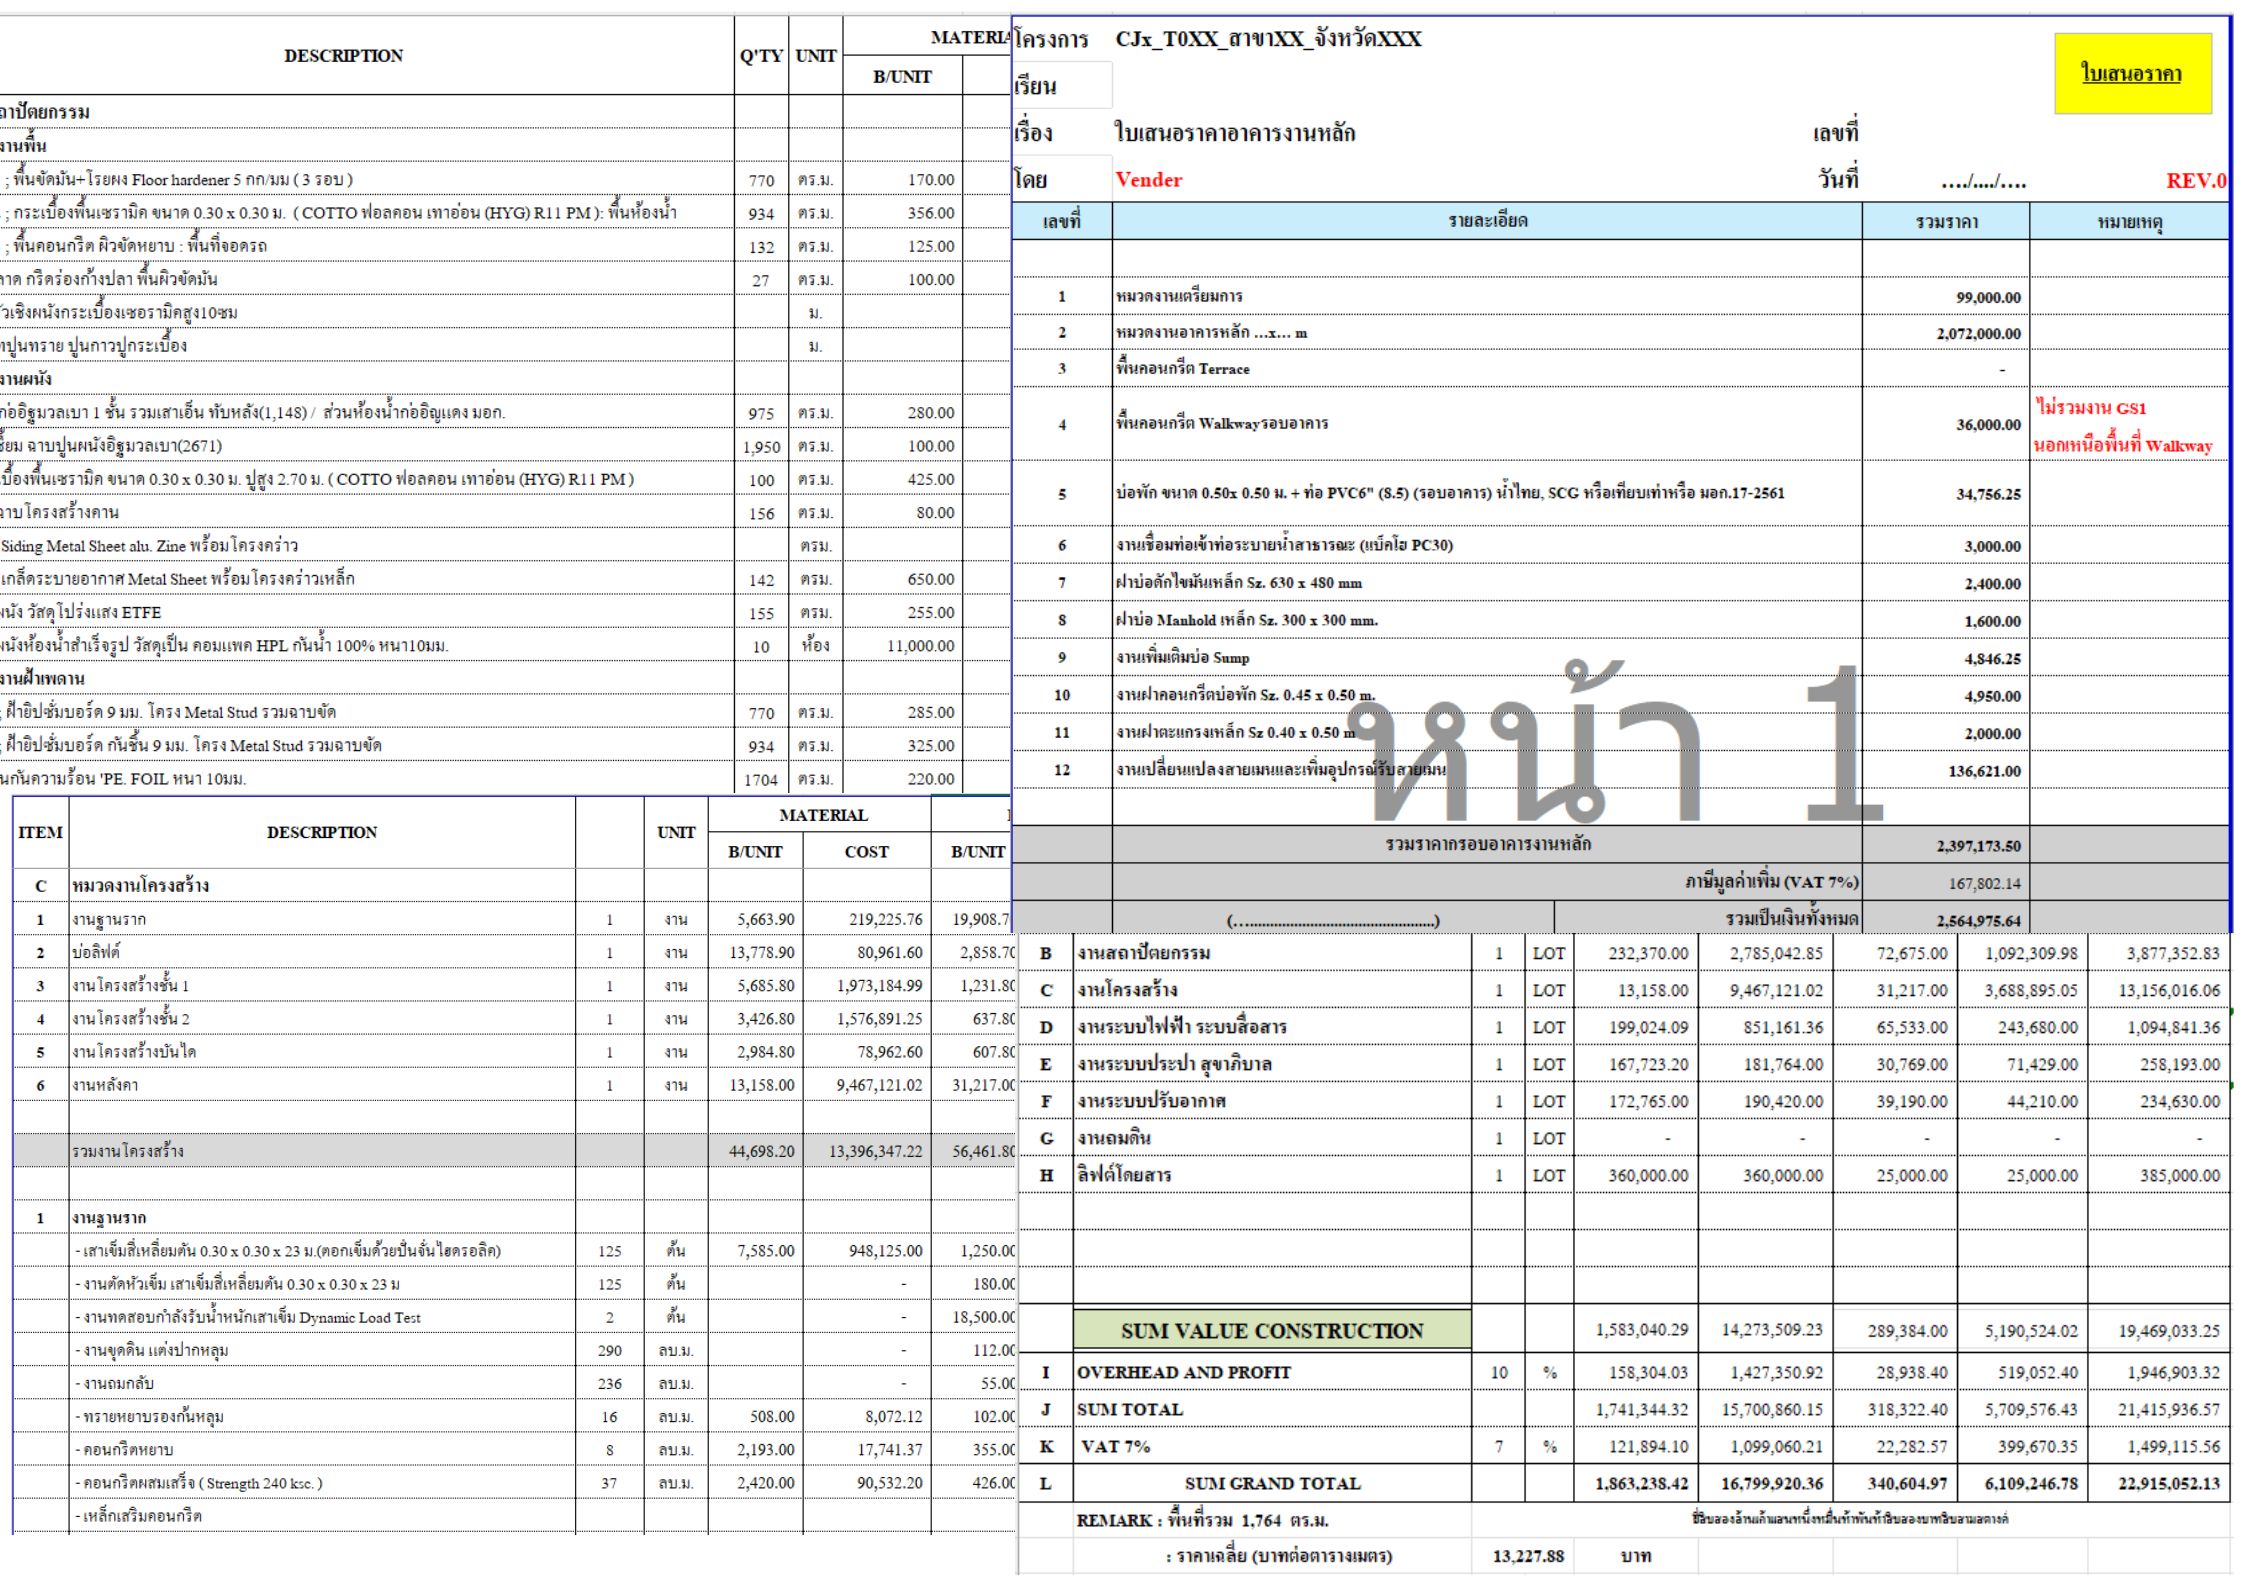 DESCRIPTION Q'TY UNIT MATERIA
B/UNIT
ถาปัตยกรรม
งานพื้น
; พื้นขัดมัน+โรยผง Floor hardener 5 กก/มม ( 3 รอบ ) 770 ตร.ม. 170.00
; กระเบื้องพื้นเซรามิค ขนาด 0.30 x 0.30 ม. ( COTTO ฟอลคอน เทาอ่อน (HYG) R11 PM ): พื้นห้องน้ำ 934 ตร.ม. 356.00
; พื้นคอนกรีต ผิวขัดหยาบ : พื้นที่จอดรถ 132 ตร.ม. 125.00
าด กรีดร่องก้างปลา พื้นผิวขัดมัน 27 ตร.ม. 100.00
ัวเชิงผนังกระเบื้องเซอรามิคสูง10ซม ม.
ทปูนทราย ปูนกาวปูกระเบื้อง ม.
งานผนัง
ก่ออิฐมวลเบา 1 ชั้น รวมเสาเอ็น ทับหลัง(1,148) / ส่วนห้องน้ำก่ออิญแดง มอก. 975 ตร.ม. 280.00
ซี้ยม ฉาบปูนผนังอิฐมวลเบา(2671) 1,950 ตร.ม. 100.00
เบื้องพื้นเซรามิค ขนาด 0.30 x 0.30 ม. ปูสูง 2.70 ม. ( COTTO ฟอลคอน เทาอ่อน (HYG) R11 PM ) 100 ตร.ม. 425.00
ฉาบโครงสร้างคาน 156 ตร.ม. 80.00
Siding Metal Sheet alu. Zine พร้อมโครงคร่าว ตรม.
เกล็ดระบายอากาศ Metal Sheet พร้อมโครงคร่าวเหล็ก 142 ตรม. 650.00
ผนัง วัสดุโปร่งแสง ETFE 155 ตรม. 255.00
ผนังห้องน้ำสำเร็จรูป วัสดุเป็น คอมแพค HPL กันน้ำ 100% หนา10มม. 10 ห้อง 11,000.00
งานฝ้าเพดาน
; ฝ้ายิปซั่มบอร์ด 9 มม. โครง Metal Stud รวมฉาบขัด 770 ตร.ม. 285.00
; ฝ้ายิปซั่มบอร์ด กันชื้น 9 มม. โครง Metal Stud รวมฉาบขัด 934 ตร.ม. 325.00
นกันความร้อน 'PE. FOIL หนา 10มม. 1704 ตร.ม. 220.00
โครงการ CJx_T0XX_สาขาXX_จังหวัดXXX
ใบเสนอราคา
เรียน
เรื่อง ใบเสนอราคาอาคารงานหลัก เลขที่
โดย Vender วันที่ …./..../…. REV.0
เลขที่ รายละเอียด รวมราคา หมายเหตุ
1 หมวดงานเตรียมการ 99,000.00
2 หมวดงานอาคารหลัก …x… m 2,072,000.00
3 พื้นคอนกรีต Terrace -
4 พื้นคอนกรีต Walkwayรอบอาคาร 36,000.00 ไม่รวมงาน GS1
นอกเหนือพื้นที่ Walkway
5 บ่อพัก ขนาด 0.50x 0.50 ม. + ท่อ PVC6" (8.5) (รอบอาคาร) น้ำไทย, SCG หรือเทียบเท่าหรือ มอก.17-2561 34,756.25
6 งานเชื่อมท่อเข้าท่อระบายน้ำสาธารณะ (แบ็คโฮ PC30) 3,000.00
7 ฝาบ่อดักไขมันเหล็ก Sz. 630 x 480 mm 2,400.00
8 ฝาบ่อ Manhold เหล็ก Sz. 300 x 300 mm. 1,600.00
9 งานเพิ่มเติมบ่อ Sump 4,846.25
10 งานฝาคอนกรีตบ่อพัก Sz. 0.45 x 0.50 m. 4,950.00
11 งานฝาตะแกรงเหล็ก Sz 0.40 x 0.50 m 2,000.00
12 งานเปลี่ยนแปลงสายเมนและเพิ่มอุปกรณ์รับสายเมน 136,621.00
หน้า 1
รวมราคากรอบอาคารงานหลัก 2,397,173.50
ภาษีมูลค่าเพิ่ม (VAT 7%) 167,802.14
(…..............................................) รวมเป็นเงินทั้งหมด 2,564,975.64
ITEM DESCRIPTION UNIT MATERIAL
B/UNIT COST B/UNIT
C หมวดงานโครงสร้าง
1 งานฐานราก 1 งาน 5,663.90 219,225.76 19,908.7
2 บ่อลิฟต์ 1 งาน 13,778.90 80,961.60 2,858.70
3 งานโครงสร้างชั้น 1 1 งาน 5,685.80 1,973,184.99 1,231.80
4 งานโครงสร้างชั้น 2 1 งาน 3,426.80 1,576,891.25 637.80
5 งานโครงสร้างบันได 1 งาน 2,984.80 78,962.60 607.80
6 งานหลังคา 1 งาน 13,158.00 9,467,121.02 31,217.00
รวมงานโครงสร้าง 44,698.20 13,396,347.22 56,461.80
1 งานฐานราก
- เสาเข็มสี่เหลี่ยมตัน 0.30 x 0.30 x 23 ม.(ตอกเข็มด้วยปั่นจั่นไฮดรอลิค) 125 ต้น 7,585.00 948,125.00 1,250.00
- งานตัดหัวเข็ม เสาเข็มสี่เหลี่ยมตัน 0.30 x 0.30 x 23 ม 125 ต้น - 180.00
- งานทดสอบกำลังรับน้ำหนักเสาเข็ม Dynamic Load Test 2 ต้น - 18,500.00
- งานขุดดิน แต่งปากหลุม 290 ลบ.ม. - 112.00
- งานถมกลับ 236 ลบ.ม. - 55.00
- ทรายหยาบรองก้นหลุม 16 ลบ.ม. 508.00 8,072.12 102.00
- คอนกรีตหยาบ 8 ลบ.ม. 2,193.00 17,741.37 355.00
- คอนกรีตผสมเสร็จ ( Strength 240 ksc. ) 37 ลบ.ม. 2,420.00 90,532.20 426.00
- เหล็กเสริมคอนกรีต
B งานสถาปัตยกรรม 1 LOT 232,370.00 2,785,042.85 72,675.00 1,092,309.98 3,877,352.83
C งานโครงสร้าง 1 LOT 13,158.00 9,467,121.02 31,217.00 3,688,895.05 13,156,016.06
D งานระบบไฟฟ้า ระบบสื่อสาร 1 LOT 199,024.09 851,161.36 65,533.00 243,680.00 1,094,841.36
E งานระบบประปา สุขาภิบาล 1 LOT 167,723.20 181,764.00 30,769.00 71,429.00 258,193.00
F งานระบบปรับอากาศ 1 LOT 172,765.00 190,420.00 39,190.00 44,210.00 234,630.00
G งานถมดิน 1 LOT - - - - -
H ลิฟต์โดยสาร 1 LOT 360,000.00 360,000.00 25,000.00 25,000.00 385,000.00
SUM VALUE CONSTRUCTION 1,583,040.29 14,273,509.23 289,384.00 5,190,524.02 19,469,033.25
I OVERHEAD AND PROFIT 10 % 158,304.03 1,427,350.92 28,938.40 519,052.40 1,946,903.32
J SUM TOTAL 1,741,344.32 15,700,860.15 318,322.40 5,709,576.43 21,415,936.57
K VAT 7% 7 % 121,894.10 1,099,060.21 22,282.57 399,670.35 1,499,115.56
L SUM GRAND TOTAL 1,863,238.42 16,799,920.36 340,604.97 6,109,246.78 22,915,052.13
REMARK : พื้นที่รวม 1,764 ตร.ม. ยี่สิบสองล้านเก้าแสนหนึ่งหมื่นห้าพันห้าสิบสองบาทสิบสามสตางค์
: ราคาเฉลี่ย (บาทต่อตารางเมตร) 13,227.88 บาท